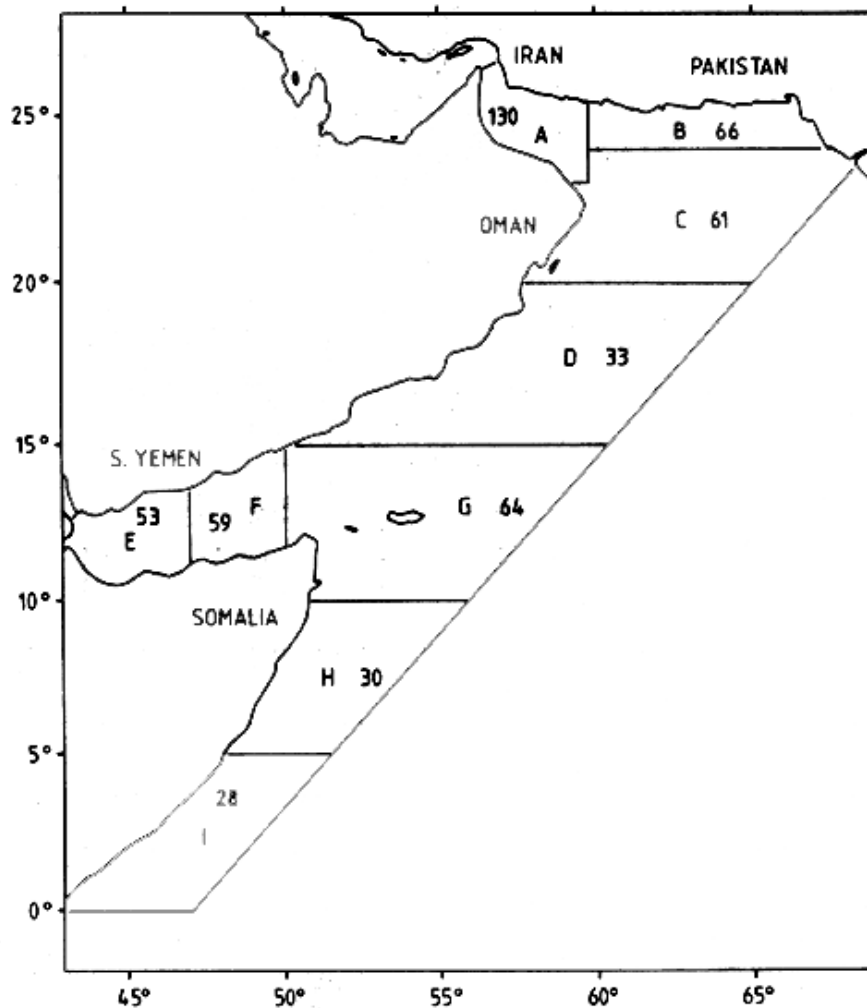 IRAN
PAKISTAN
25°
130
A
B 66
OMAN
C 61
20°
D 33
15°
S. YEMEN
53
E
59
F
G 64
10°
SOMALIA
H 30
5°
28
I
0°
45° 50° 55° 60° 65°